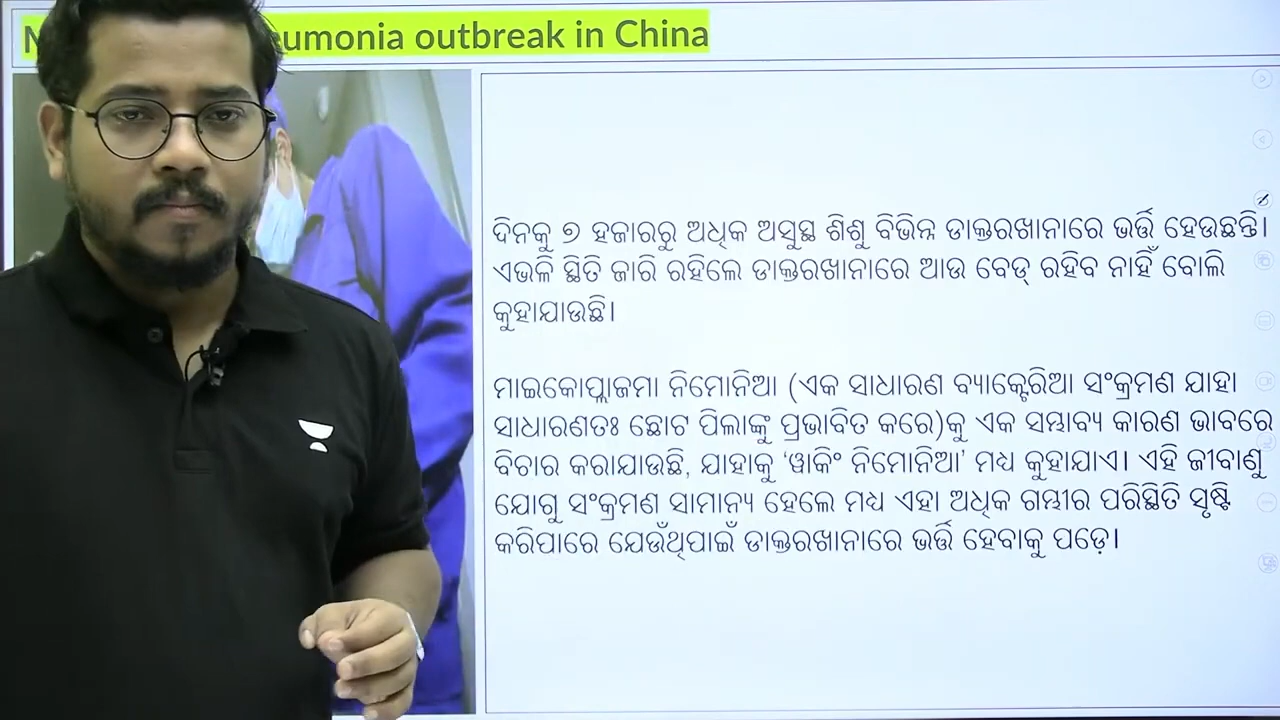 outbreak in China
ଦିନକୁ ୭ ହଜାରରୁ ଅଧିକ ଅସୁସ୍ଥ ଶିଶୁ ବିଭିନ୍ନ ଡାକ୍ତରଖାନାରେ ଭର୍ତ୍ତି ହେଉଛନ୍ତି।
ଏଭଳି ସ୍ଥିତି ଜାରି ରହିଲେ ଡାକ୍ତରଖାନାରେ ଆଉ ବେଡ୍ ରହିବ ନାହିଁ ବୋଲି
କୁହାଯାଉଛି।
ମାଇକୋପ୍ଲାଜମା ନିମୋନିଆ (ଏକ ସାଧାରଣ ବ୍ୟାକ୍ଟେରିଆ ସଂକ୍ରମଣ ଯାହା
ସାଧାରଣତଃ ଛୋଟ ପିଲାଙ୍କୁ ପ୍ରଭାବିତ କରେ)କୁ ଏକ ସମ୍ଭାବ୍ୟ କାରଣ ଭାବରେ
ବିଚାର କରାଯାଉଛି, ଯାହାକୁ ‘ୱାକିଂ ନିମୋନିଆ’ ମଧ୍ୟ କୁହାଯାଏ। ଏହି ଜୀବାଣୁ
ଯୋଗୁ ସଂକ୍ରମଣ ସାମାନ୍ୟ ହେଲେ ମଧ୍ୟ ଏହା ଅଧିକ ଗମ୍ଭୀର ପରିସ୍ଥିତି ସୃଷ୍ଟି
କରିପାରେ ଯେଉଁଥିପାଇଁ ଡାକ୍ତରଖାନାରେ ଭର୍ତ୍ତି ହେବାକୁ ପଡ଼େ।